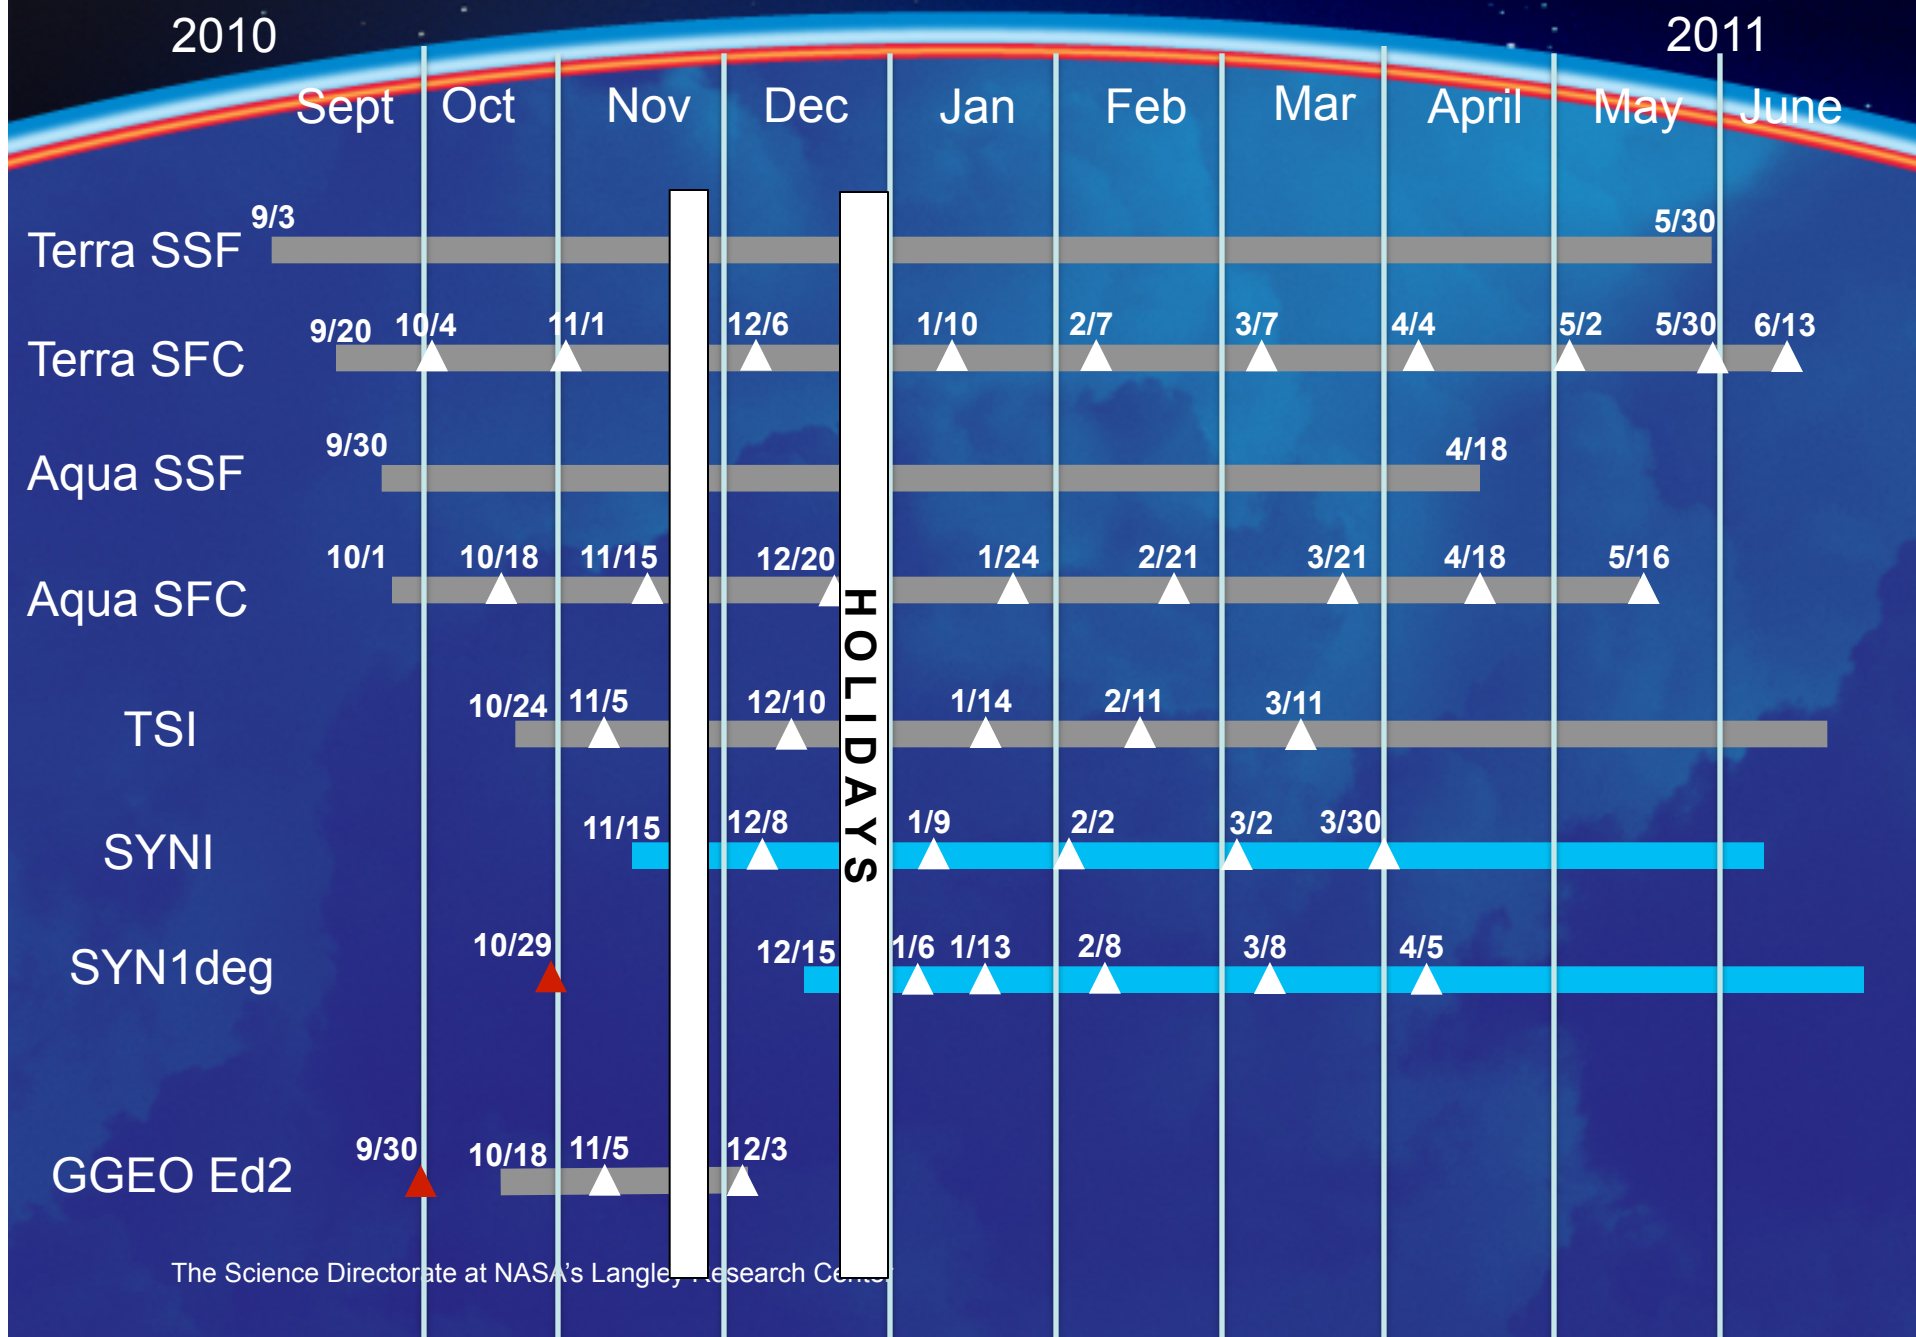 2010 2011
Sept Oct Nov Dec Jan Feb Mar April May June
9/3 5/30
Terra SSF
9/20 10/4 11/1 12/6 1/10 2/7 3/7 4/4 5/2 5/30 6/13
Terra SFC
9/30 4/18
Aqua SSF
10/1 10/18 11/15 12/20 1/24 2/21 3/21 4/18 5/16
Aqua SFC
HOLIDAYS
10/24 11/5 12/10 1/14 2/11 3/11
TSI
11/15 12/8 1/9 2/2 3/2 3/30
SYNI
10/29 12/15 1/6 1/13 2/8 3/8 4/5
SYN1deg
9/30 10/18 11/5 12/3
GGEO Ed2
The Science Directorate at NASA's Langley Research Center